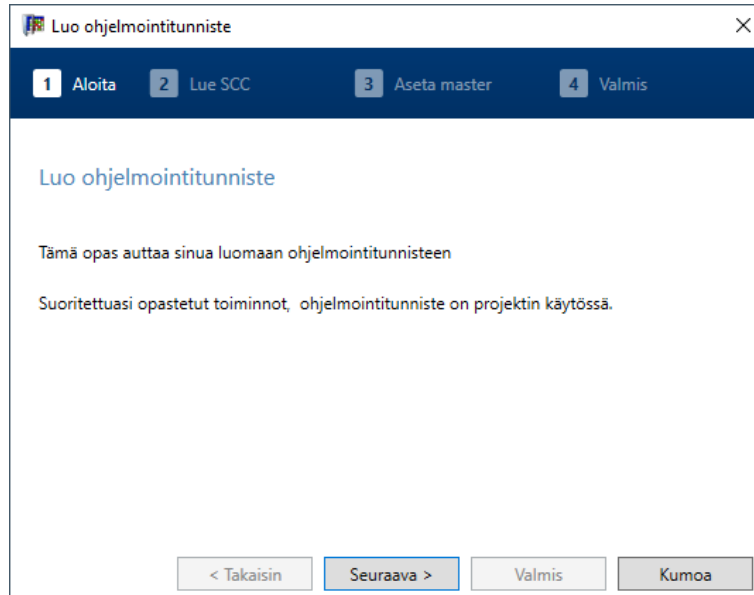 Luo ohjelmointitunniste
1 Aloita 2 Lue SCC 3 Aseta master 4 Valmis
Luo ohjelmointitunniste
Tämä opas auttaa sinua luomaan ohjelmointitunnisteen
Suoritettuasi opastetut toiminnot, ohjelmointitunniste on projektin käytössä.
< Takaisin Seuraava > Valmis Kumoa